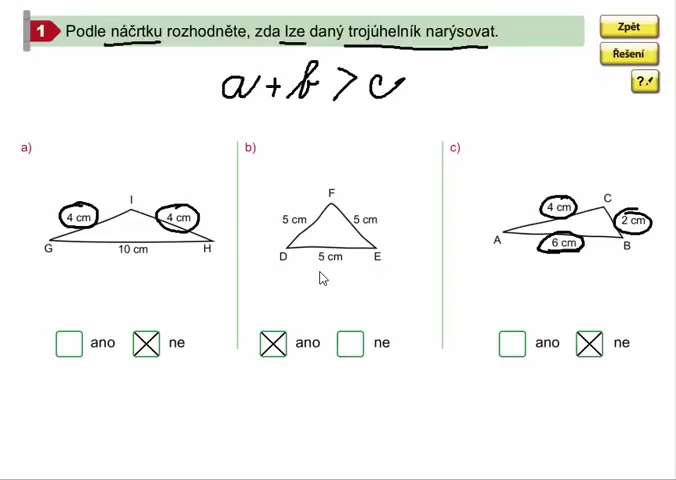 1 Podle náčrtku rozhodněte, zda lze daný trojúhelník narýsovat.
Zpět
Řešení
?
a + b > c
a)
b)
c)
I
4 cm
4 cm
G
10 cm
H
F
5 cm
5 cm
D
5 cm
E
C
4 cm
2 cm
A
6 cm
B
ano
ne
ano
ne
ano
ne